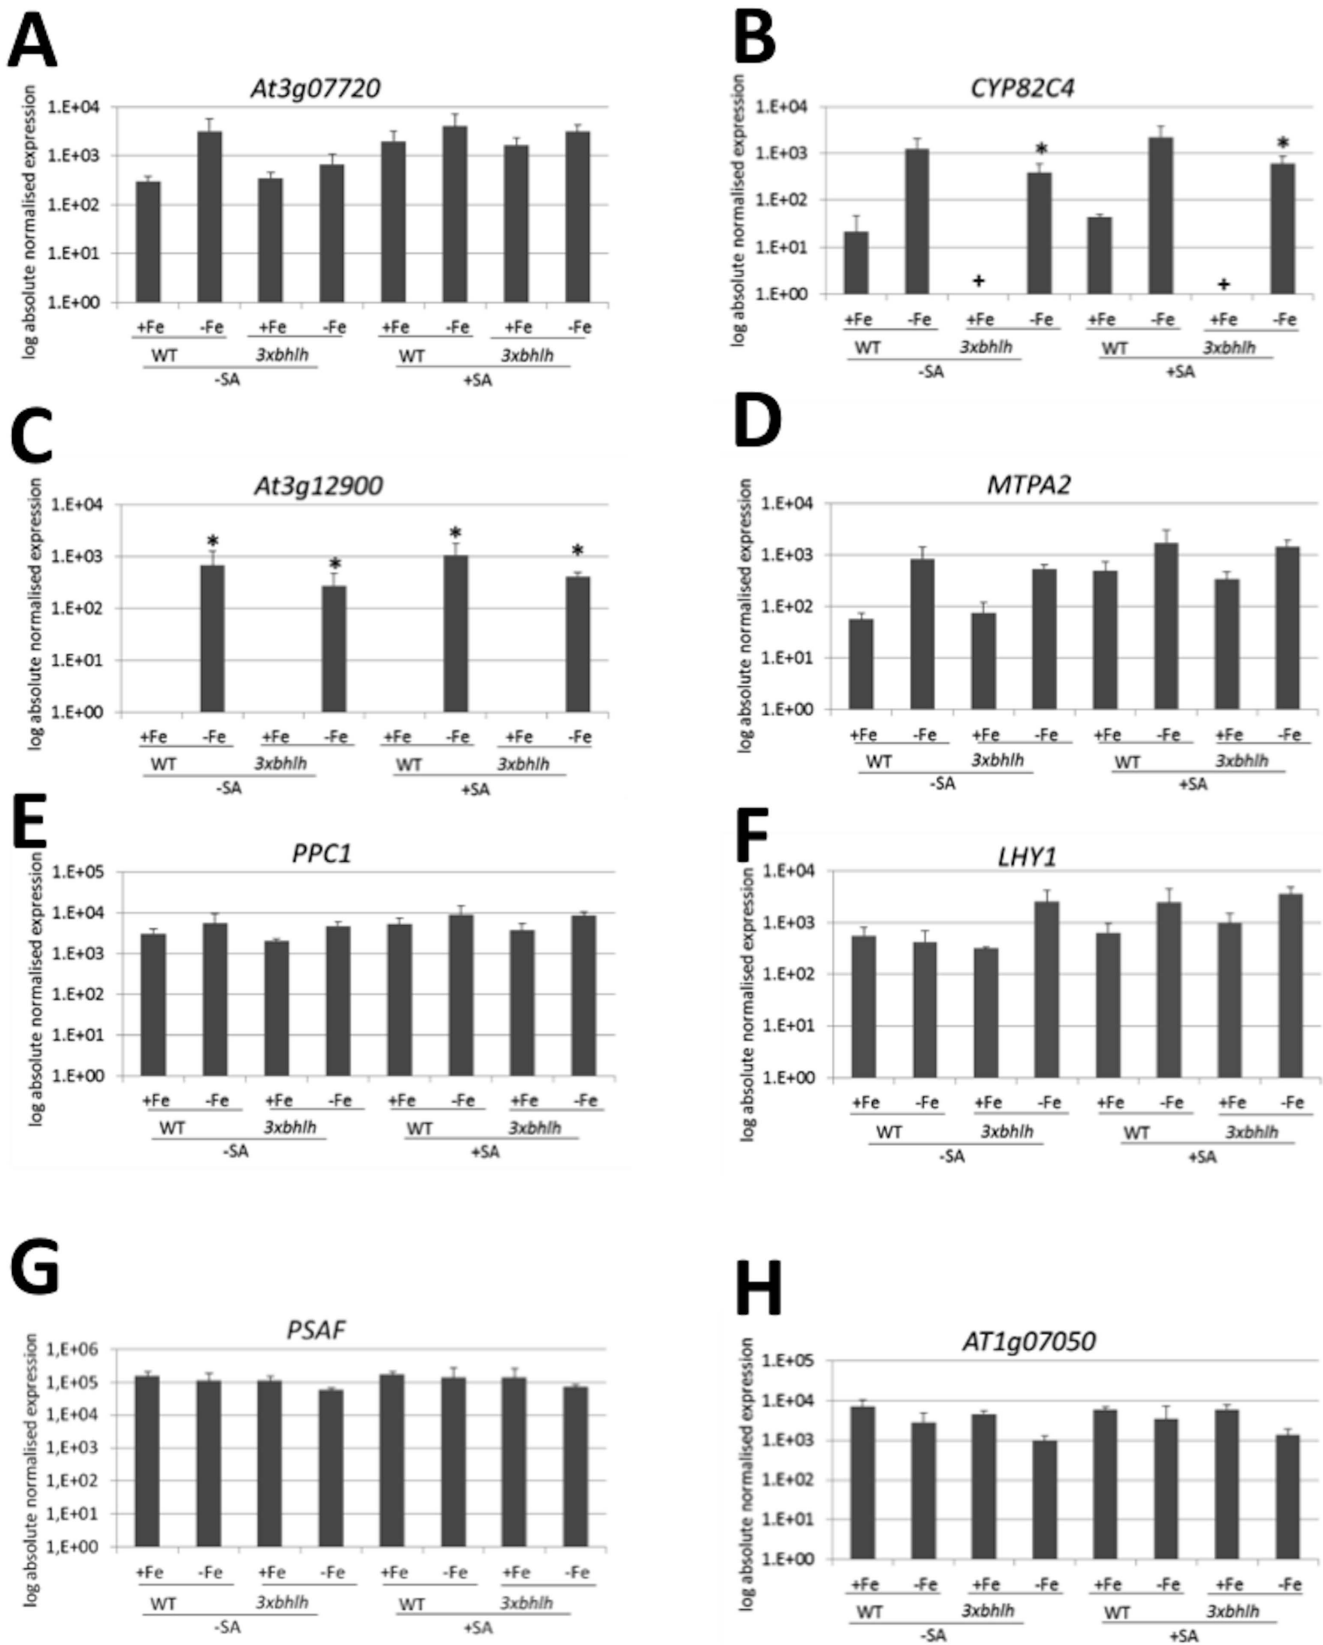 A
At3g07720
log absolute normalised expression
1.E+04
1.E+03
1.E+02
1.E+01
1.E+00
+Fe -Fe +Fe -Fe +Fe -Fe +Fe -Fe
WT 3xbhlh WT 3xbhlh
-SA +SA
B
CYP82C4
log absolute normalised expression
1.E+04
1.E+03
1.E+02
1.E+01
1.E+00
* *
+ +
+Fe -Fe +Fe -Fe +Fe -Fe +Fe -Fe
WT 3xbhlh WT 3xbhlh
-SA +SA
C
At3g12900
log absolute normalised expression
1.E+04
1.E+03
1.E+02
1.E+01
1.E+00
* * * *
+Fe -Fe +Fe -Fe +Fe -Fe +Fe -Fe
WT 3xbhlh WT 3xbhlh
-SA +SA
D
MTPA2
log absolute normalised expression
1.E+04
1.E+03
1.E+02
1.E+01
1.E+00
+Fe -Fe +Fe -Fe +Fe -Fe +Fe -Fe
WT 3xbhlh WT 3xbhlh
-SA +SA
E
PPC1
log absolute normalised expression
1.E+05
1.E+04
1.E+03
1.E+02
1.E+01
1.E+00
+Fe -Fe +Fe -Fe +Fe -Fe +Fe -Fe
WT 3xbhlh WT 3xbhlh
-SA +SA
F
LHY1
log absolute normalised expression
1.E+04
1.E+03
1.E+02
1.E+01
1.E+00
+Fe -Fe +Fe -Fe +Fe -Fe +Fe -Fe
WT 3xbhlh WT 3xbhlh
-SA +SA
G
PSAF
log absolute normalised expression
1,E+06
1,E+05
1,E+04
1,E+03
1,E+02
1,E+01
1,E+00
+Fe -Fe +Fe -Fe +Fe -Fe +Fe -Fe
WT 3xbhlh WT 3xbhlh
-SA +SA
H
AT1g07050
log absolute normalised expression
1.E+05
1.E+04
1.E+03
1.E+02
1.E+01
1.E+00
+Fe -Fe +Fe -Fe +Fe -Fe +Fe -Fe
WT 3xbhlh WT 3xbhlh
-SA +SA